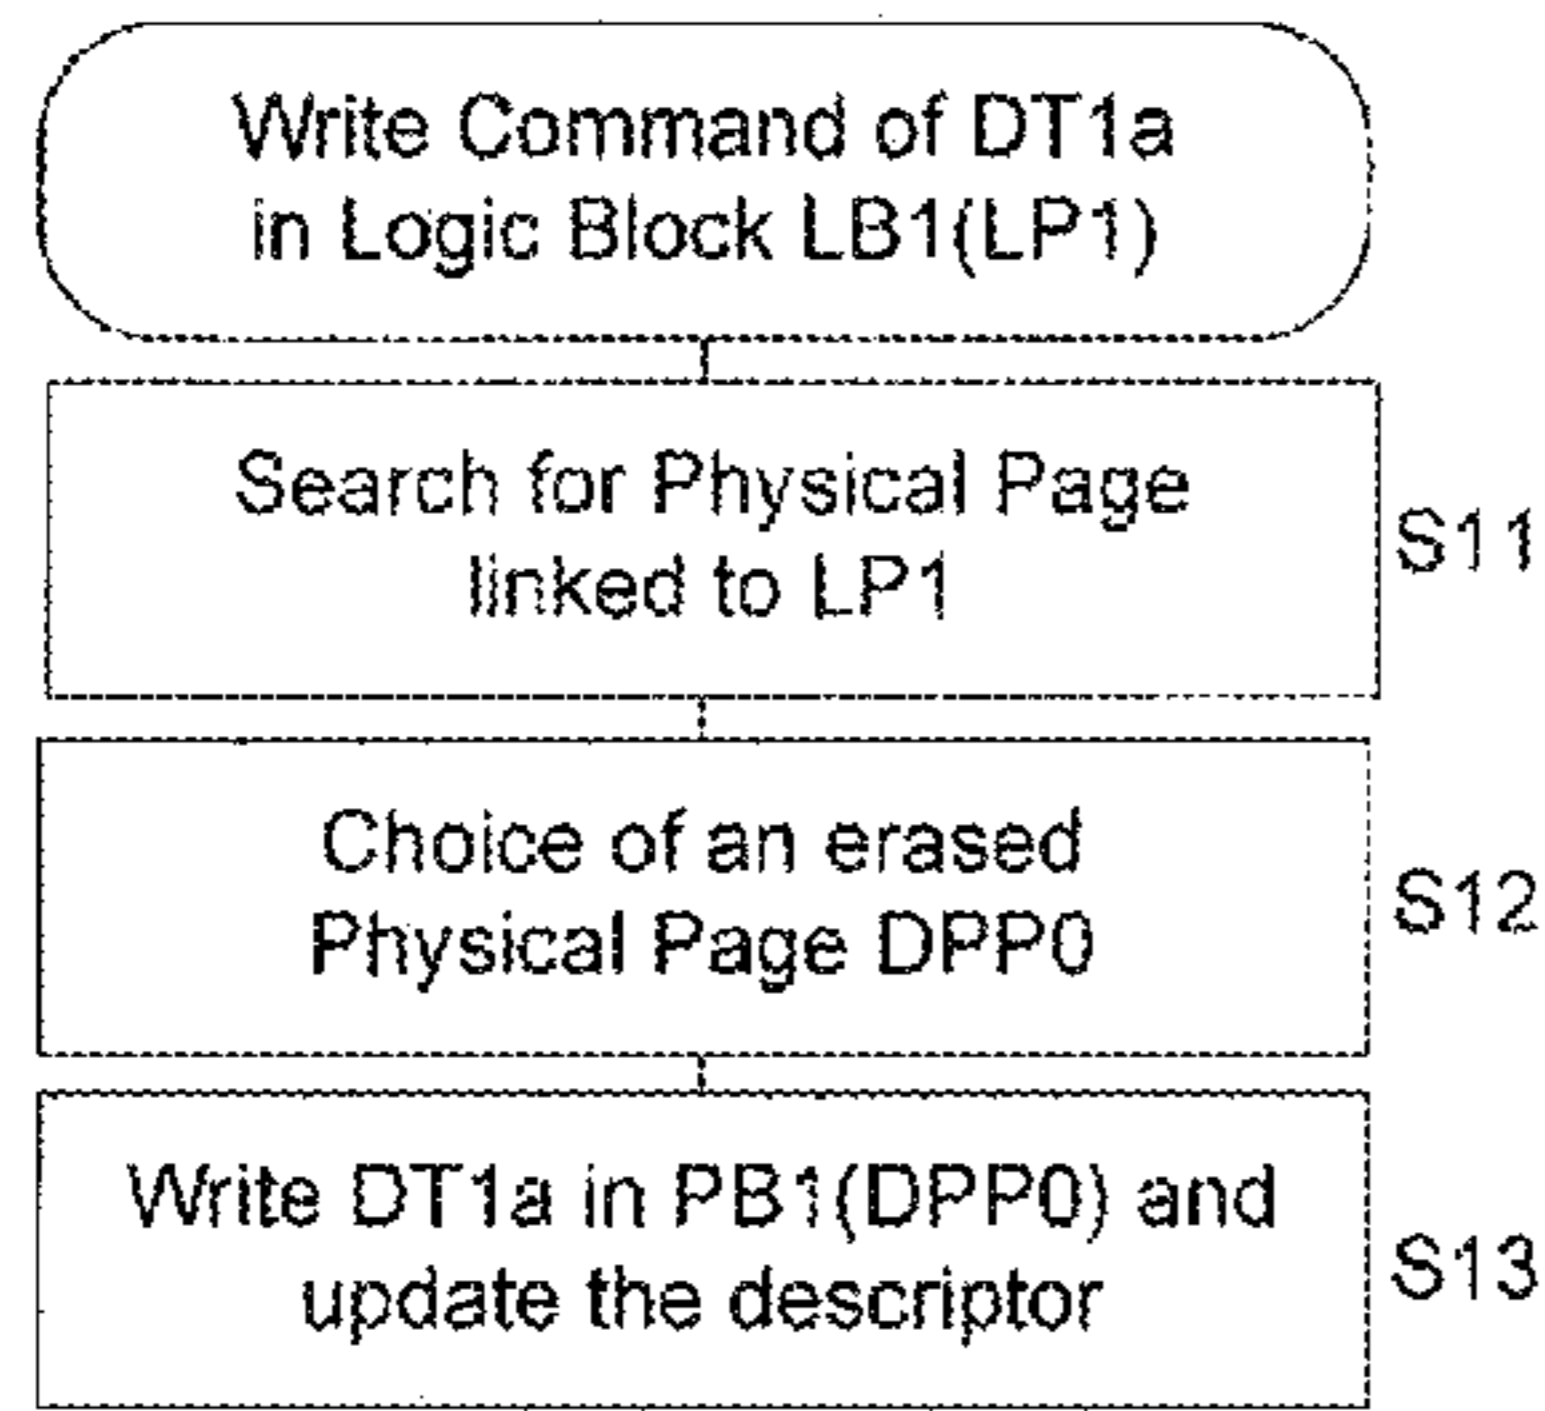 Write Command of DT1a
in Logic Block LB1(LP1)
Search for Physical Page
linked to LP1
S11
Choice of an erased
Physical Page DPP0
S12
Write DT1a in PB1(DPP0) and
update the descriptor
S13